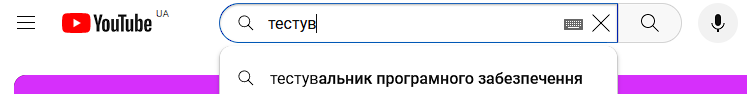 YouTube UA
тестув
тестувальник програмного забезпечення